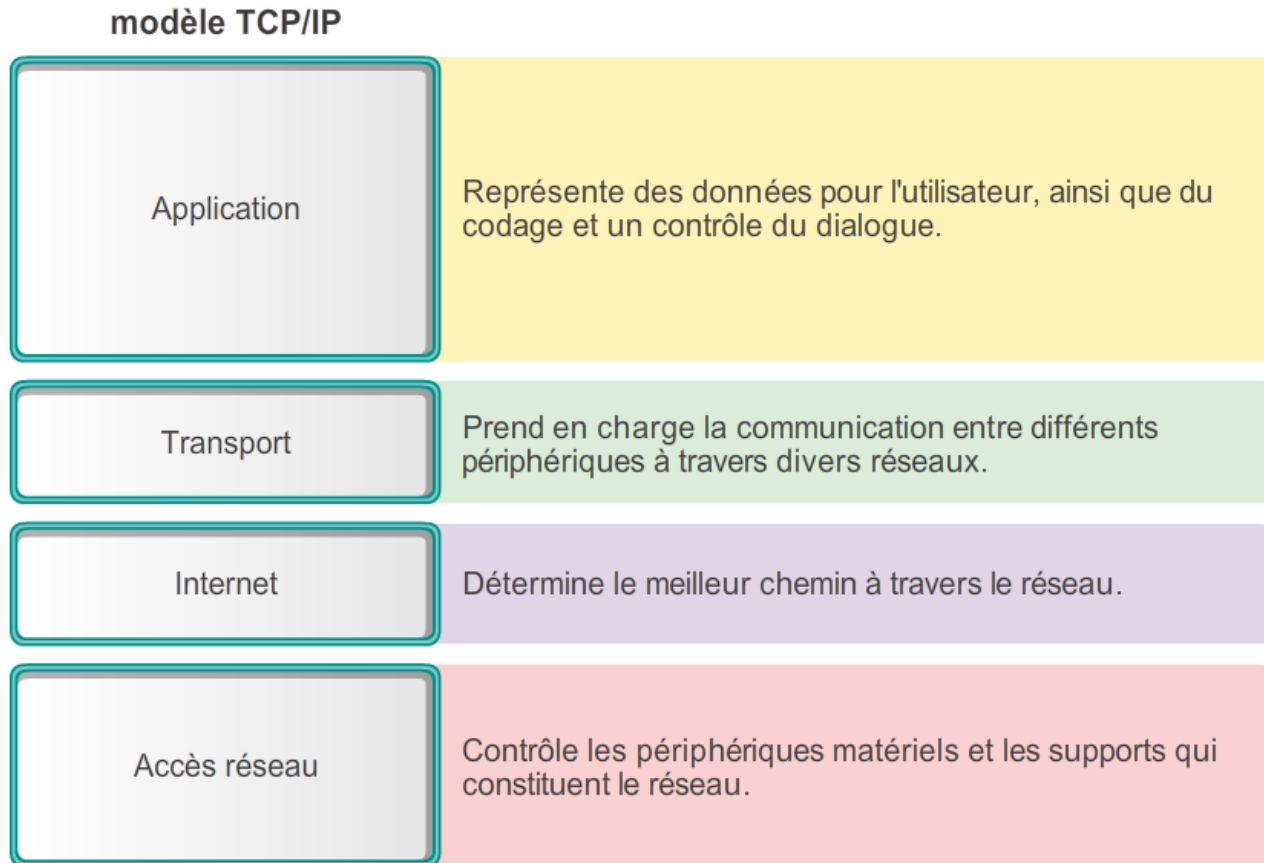 modèle TCP/IP
Application
Représente des données pour l'utilisateur, ainsi que du
codage et un contrôle du dialogue.
Transport
Prend en charge la communication entre différents
périphériques à travers divers réseaux.
Internet
Détermine le meilleur chemin à travers le réseau.
Accès réseau
Contrôle les périphériques matériels et les supports qui
constituent le réseau.